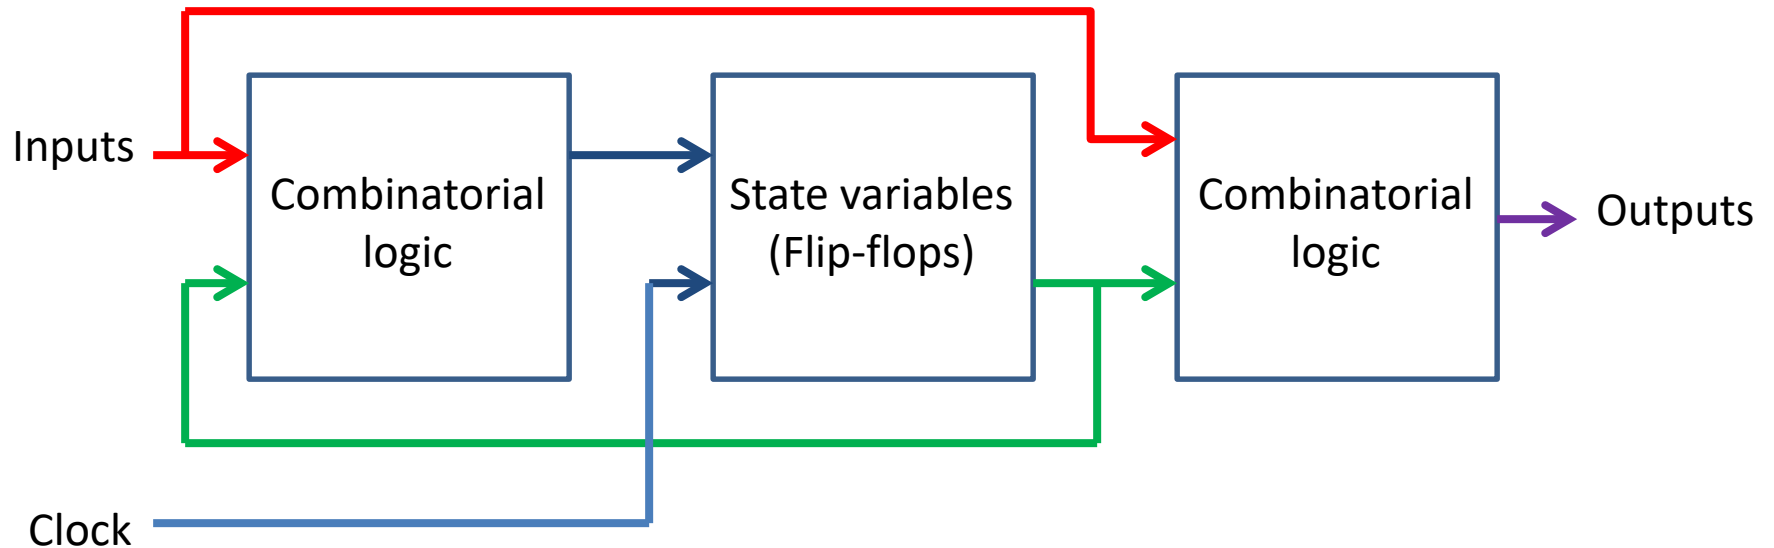 Inputs
Combinatorial
logic
State variables
(Flip-flops)
Combinatorial
logic
Outputs
Clock